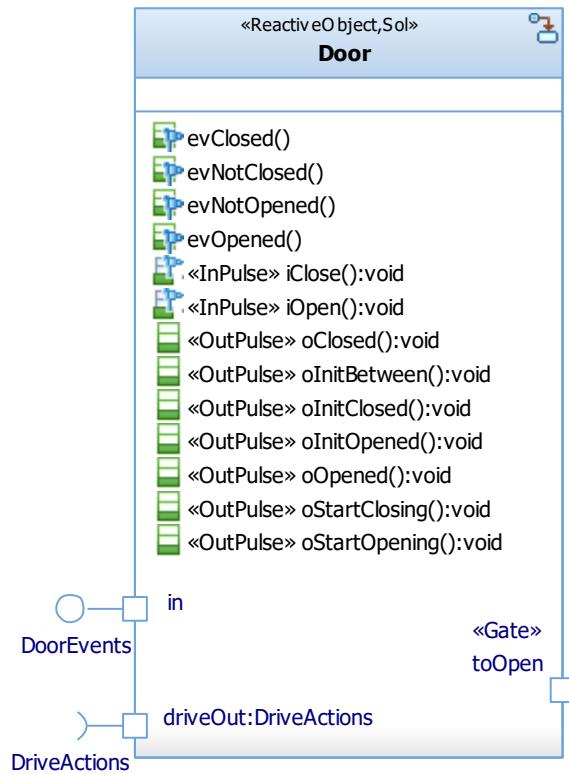 «ReactiveObject,Sol»
Door
evClosed()
evNotClosed()
evNotOpened()
evOpened()
«InPulse» iClose():void
«InPulse» iOpen():void
«OutPulse» oClosed():void
«OutPulse» oInitBetween():void
«OutPulse» oInitClosed():void
«OutPulse» oInitOpened():void
«OutPulse» oOpened():void
«OutPulse» oStartClosing():void
«OutPulse» oStartOpening():void
in
DoorEvents
«Gate»
toOpen
driveOut:DriveActions
DriveActions